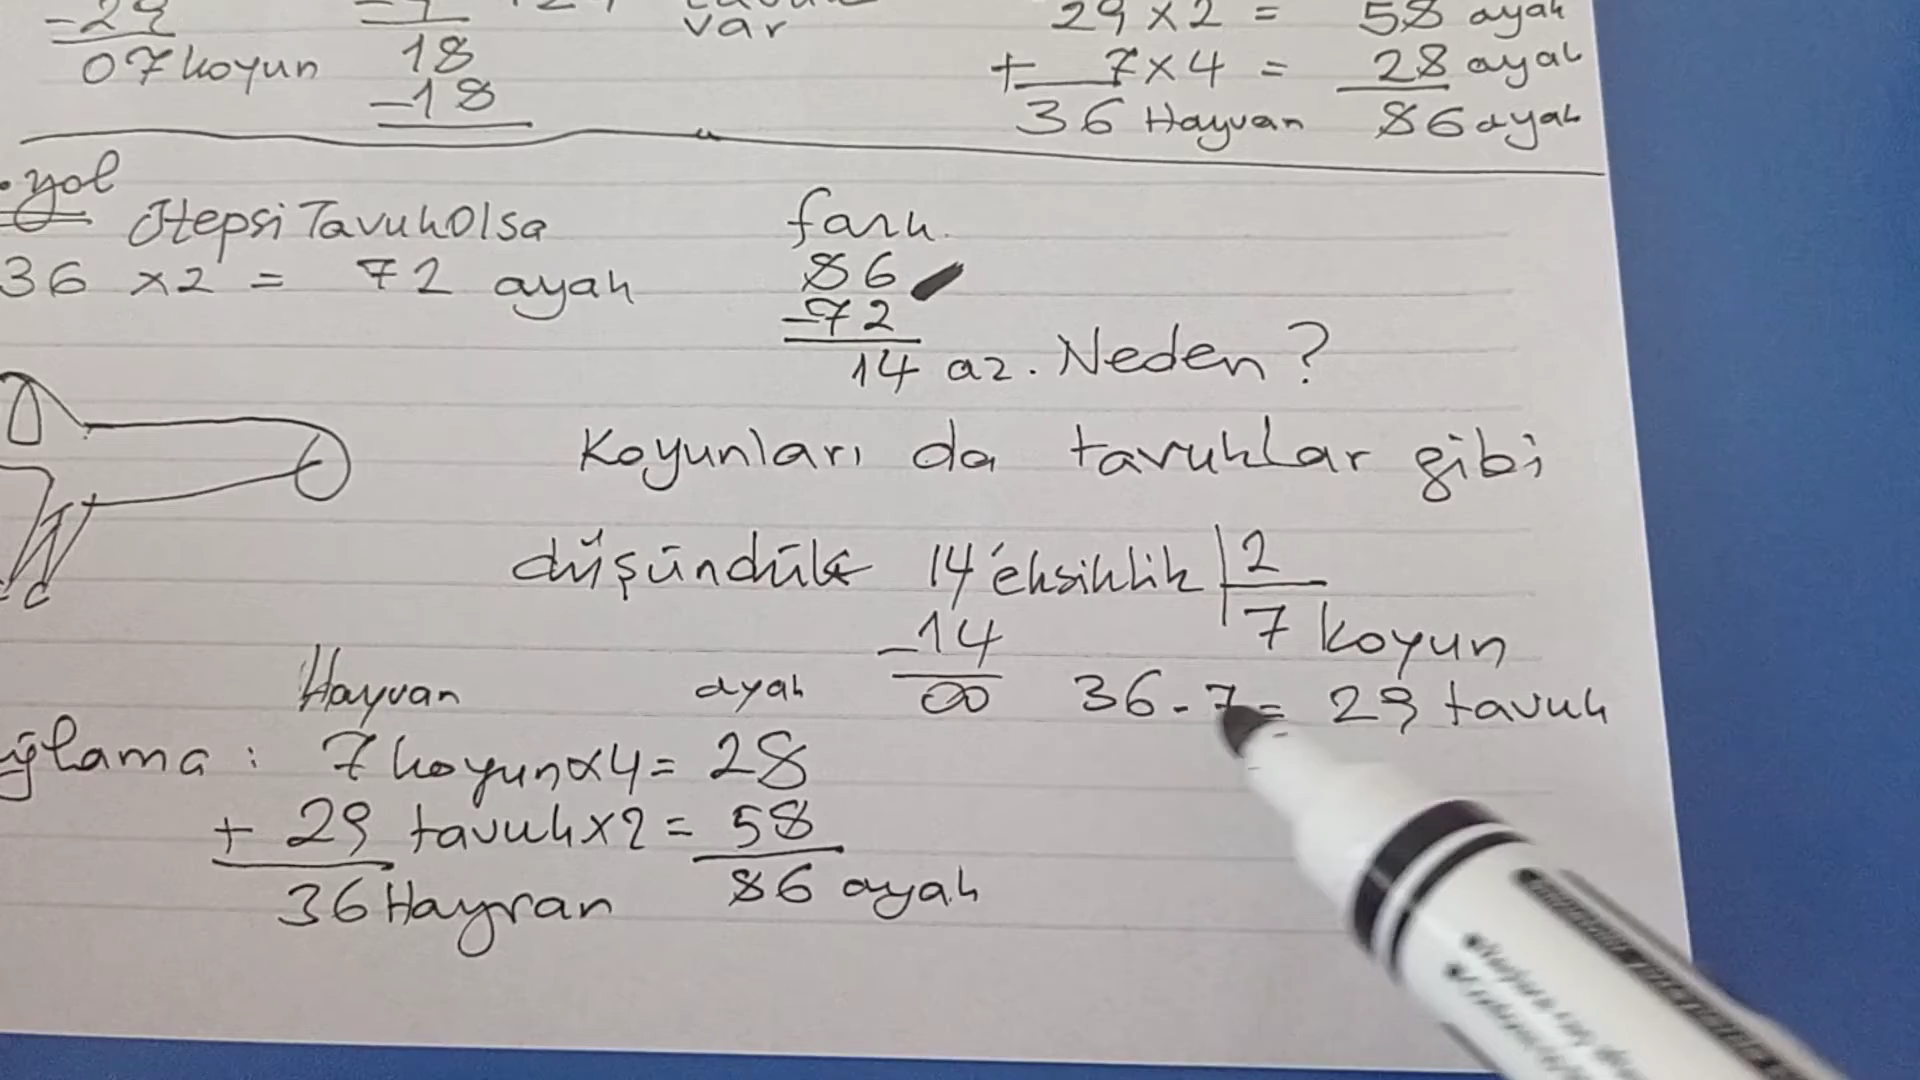 -29
07 koyun
18
-18
var
29 x 2 = 58 ayak
+ 7 x 4 = 28 ayak
36 Hayvan 86 ayak
. yol
Hepsi Tavuk Olsa
36 x 2 = 72 ayak
fark
86
-72
14 az. Neden?
Koyunları da tavuklar gibi
düşündük 14 eksiklik | 2
-14 7 koyun
00 36 - 7 = 29 tavuk
Hayvan ayak
ğlama : 7 koyun x 4 = 28
+ 29 tavuk x 2 = 58
36 Hayvan 86 ayak